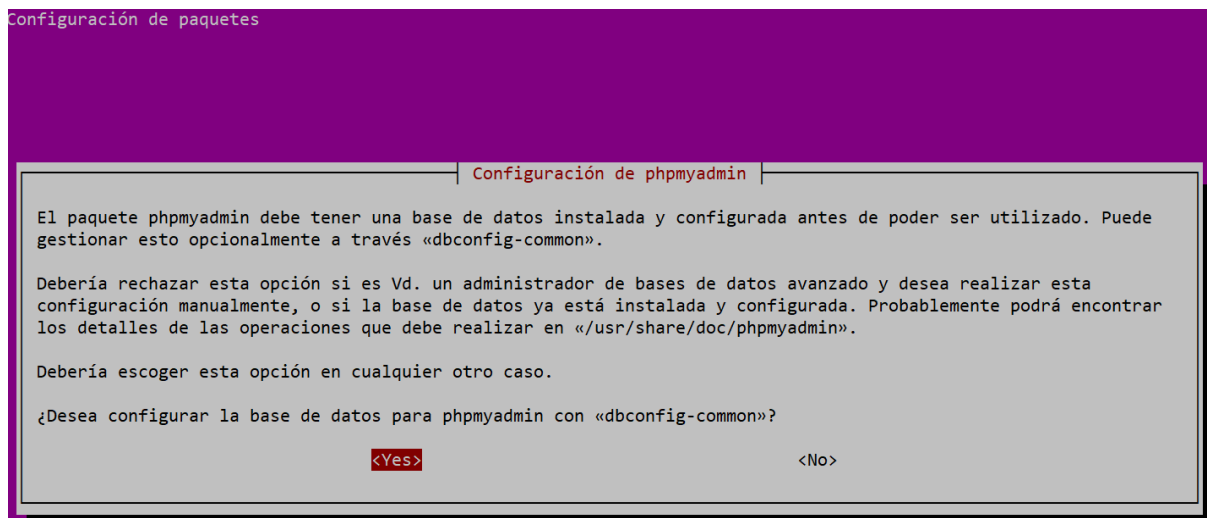 Configuración de paquetes
Configuración de phpmyadmin
El paquete phpmyadmin debe tener una base de datos instalada y configurada antes de poder ser utilizado. Puede
gestionar esto opcionalmente a través «dbconfig-common».
Debería rechazar esta opción si es Vd. un administrador de bases de datos avanzado y desea realizar esta
configuración manualmente, o si la base de datos ya está instalada y configurada. Probablemente podrá encontrar
los detalles de las operaciones que debe realizar en «/usr/share/doc/phpmyadmin».
Debería escoger esta opción en cualquier otro caso.
¿Desea configurar la base de datos para phpmyadmin con «dbconfig-common»?
<Yes> <No>